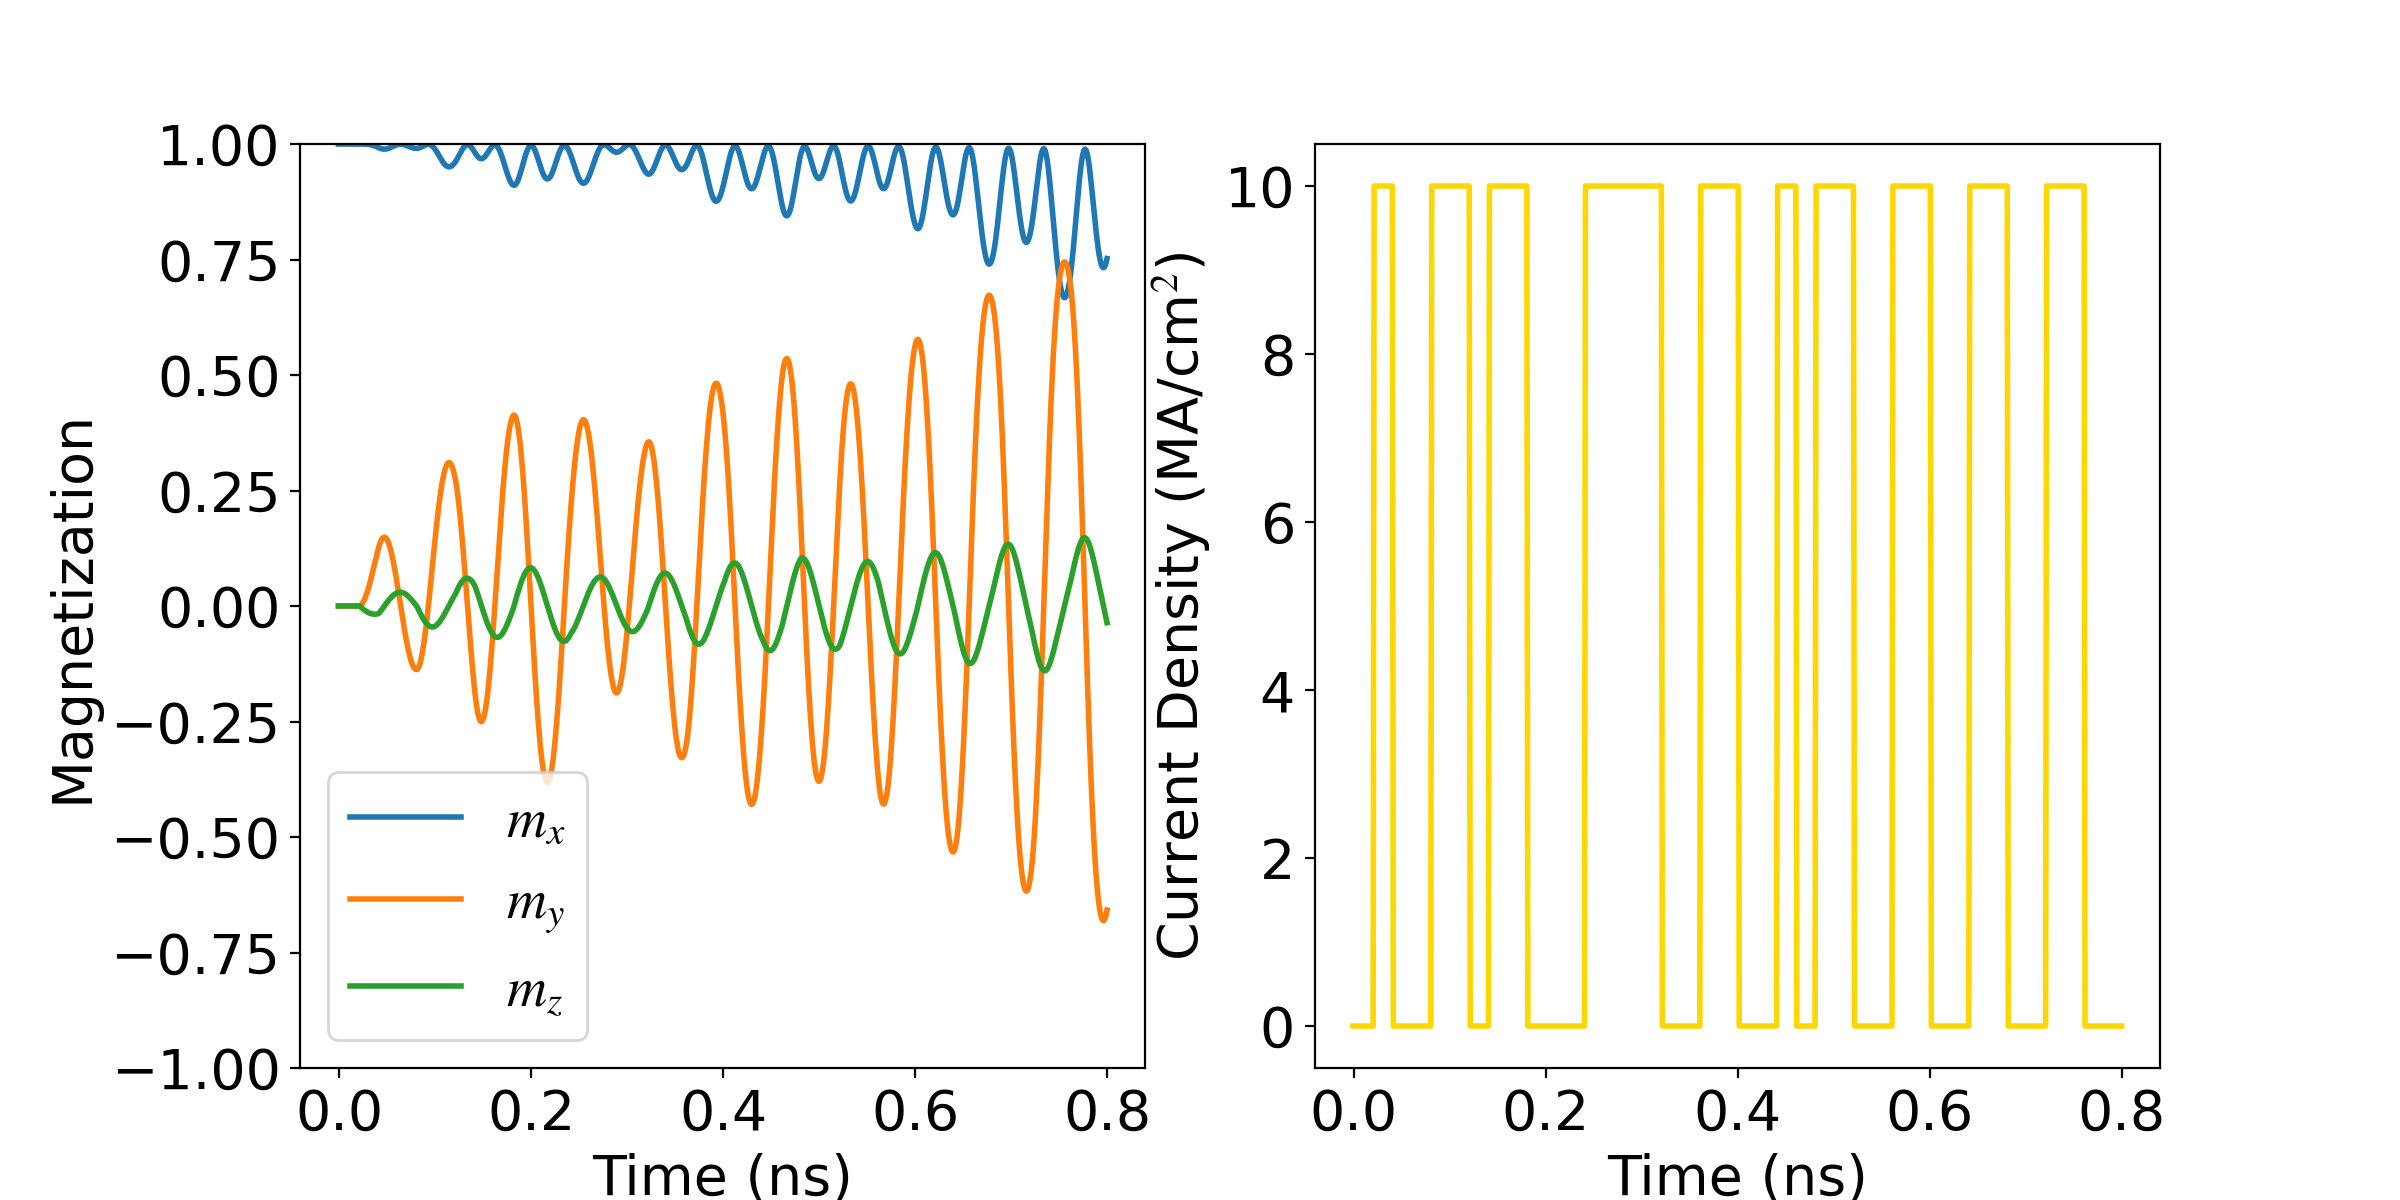 Magnetization
1.00
0.75
0.50
0.25
0.00
−0.25
−0.50
−0.75
−1.00
m_x
m_y
m_z
0.0 0.2 0.4 0.6 0.8
Time (ns)
Current Density (MA/cm²)
10
8
6
4
2
0
0.0 0.2 0.4 0.6 0.8
Time (ns)